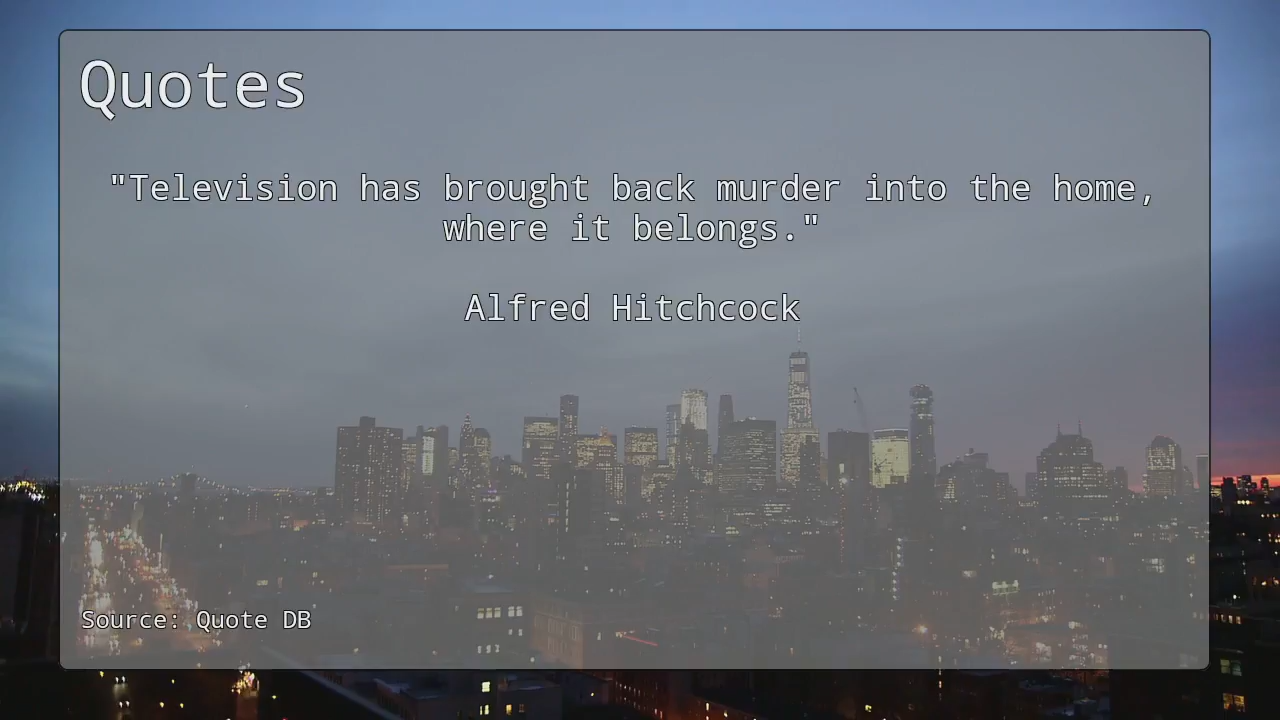 Quotes
"Television has brought back murder into the home,
where it belongs."
Alfred Hitchcock
Source: Quote DB